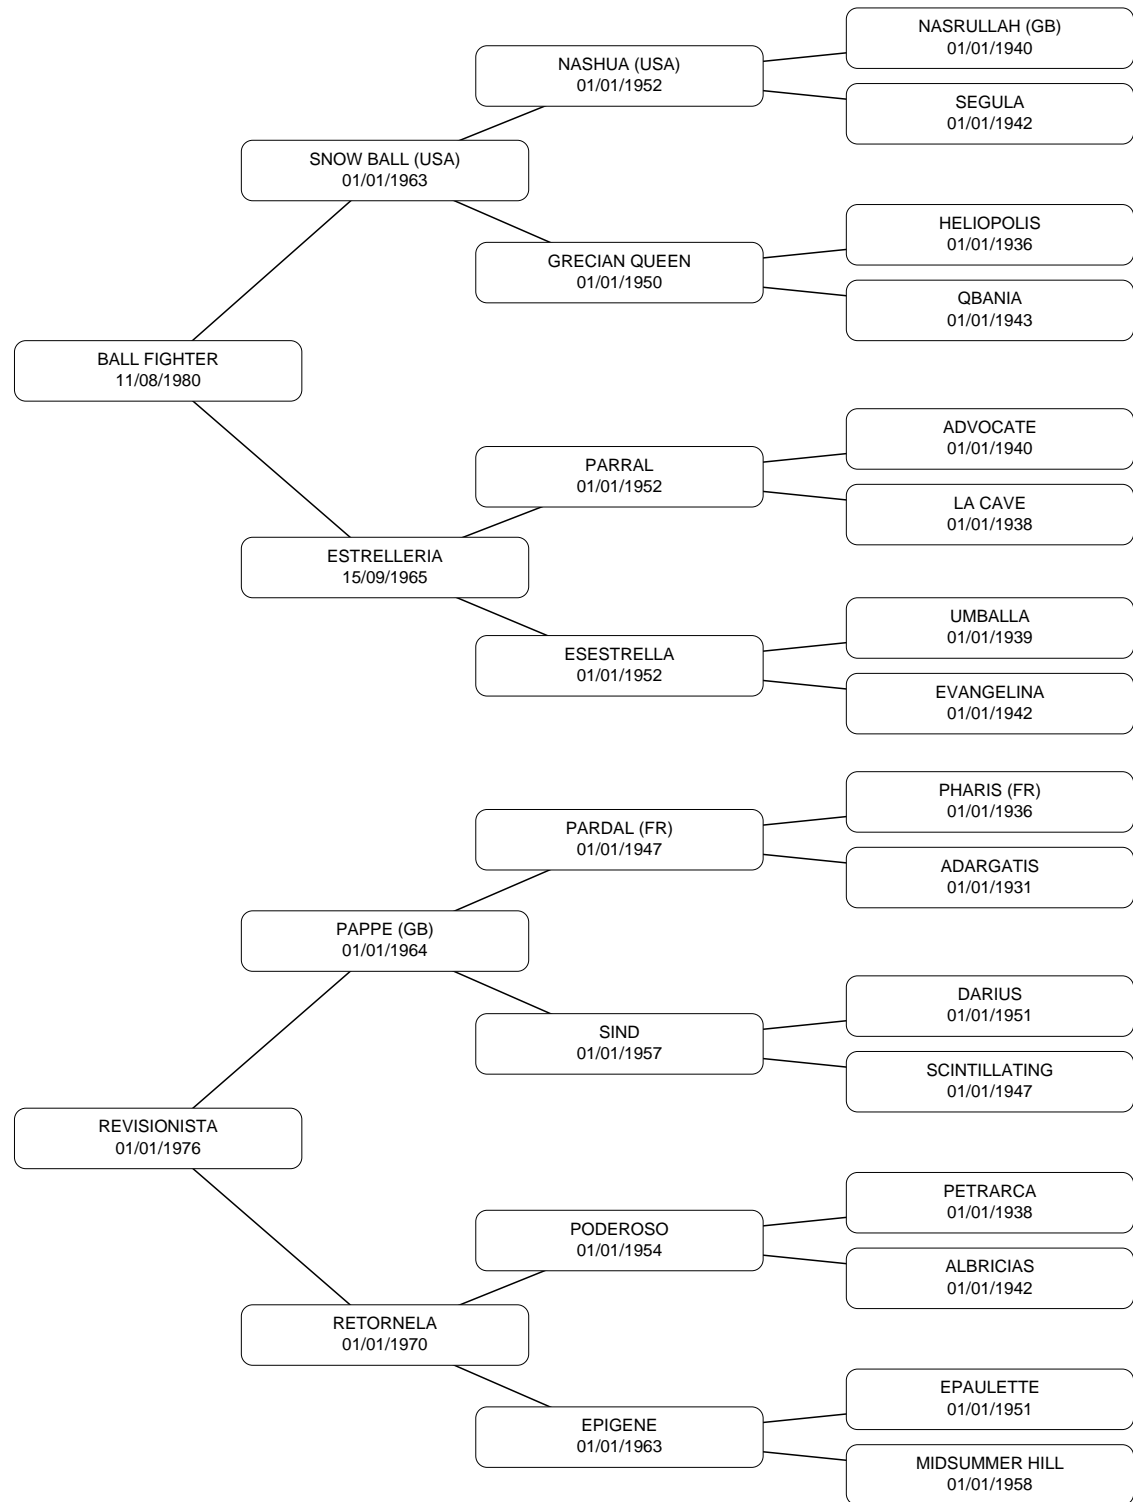 NASRULLAH (GB)
01/01/1940
NASHUA (USA)
01/01/1952
SEGULA
01/01/1942
SNOW BALL (USA)
01/01/1963
HELIOPOLIS
01/01/1936
GRECIAN QUEEN
01/01/1950
QBANIA
01/01/1943
BALL FIGHTER
11/08/1980
ADVOCATE
01/01/1940
PARRAL
01/01/1952
LA CAVE
01/01/1938
ESTRELLERIA
15/09/1965
UMBALLA
01/01/1939
ESESTRELLA
01/01/1952
EVANGELINA
01/01/1942
PHARIS (FR)
01/01/1936
PARDAL (FR)
01/01/1947
ADARGATIS
01/01/1931
PAPPE (GB)
01/01/1964
DARIUS
01/01/1951
SIND
01/01/1957
SCINTILLATING
01/01/1947
REVISIONISTA
01/01/1976
PETRARCA
01/01/1938
PODEROSO
01/01/1954
ALBRICIAS
01/01/1942
RETORNELA
01/01/1970
EPAULETTE
01/01/1951
EPIGENE
01/01/1963
MIDSUMMER HILL
01/01/1958